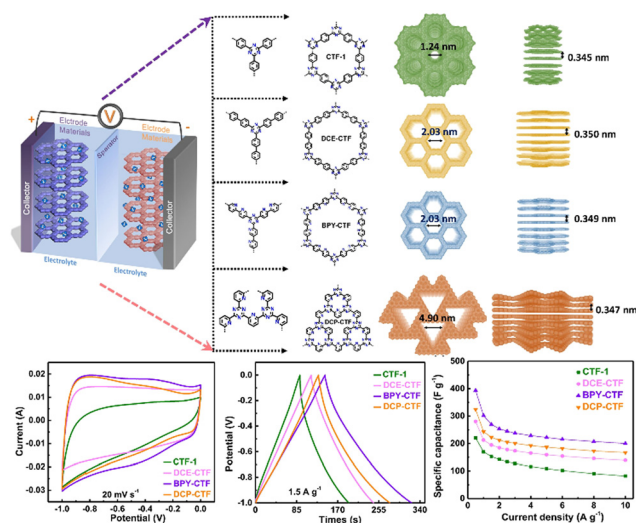 CTF-1
1.24 nm
0.345 nm
+
V
-
Elctrode
Materials
Sparator
Elctrode
Materials
Collector
Collector
Electrolyte
Electrolyte
DCE-CTF
2.03 nm
0.350 nm
BPY-CTF
2.03 nm
0.349 nm
DCP-CTF
4.90 nm
0.347 nm
Current (A)
0.02
0.01
0.00
-0.01
-0.02
-0.03
CTF-1
DCE-CTF
BPY-CTF
DCP-CTF
20 mV s⁻¹
-1.0 -0.8 -0.6 -0.4 -0.2 0.0
Potential (V)
Potential (V)
0.0
-0.2
-0.4
-0.6
-0.8
-1.0
CTF-1
DCE-CTF
BPY-CTF
DCP-CTF
1.5 A g⁻¹
0 85 170 255 340
Times (s)
Specific capacitance (F g⁻¹)
500
400
300
200
100
0
CTF-1
DCE-CTF
BPY-CTF
DCP-CTF
0 2 4 6 8 10
Current density (A g⁻¹)